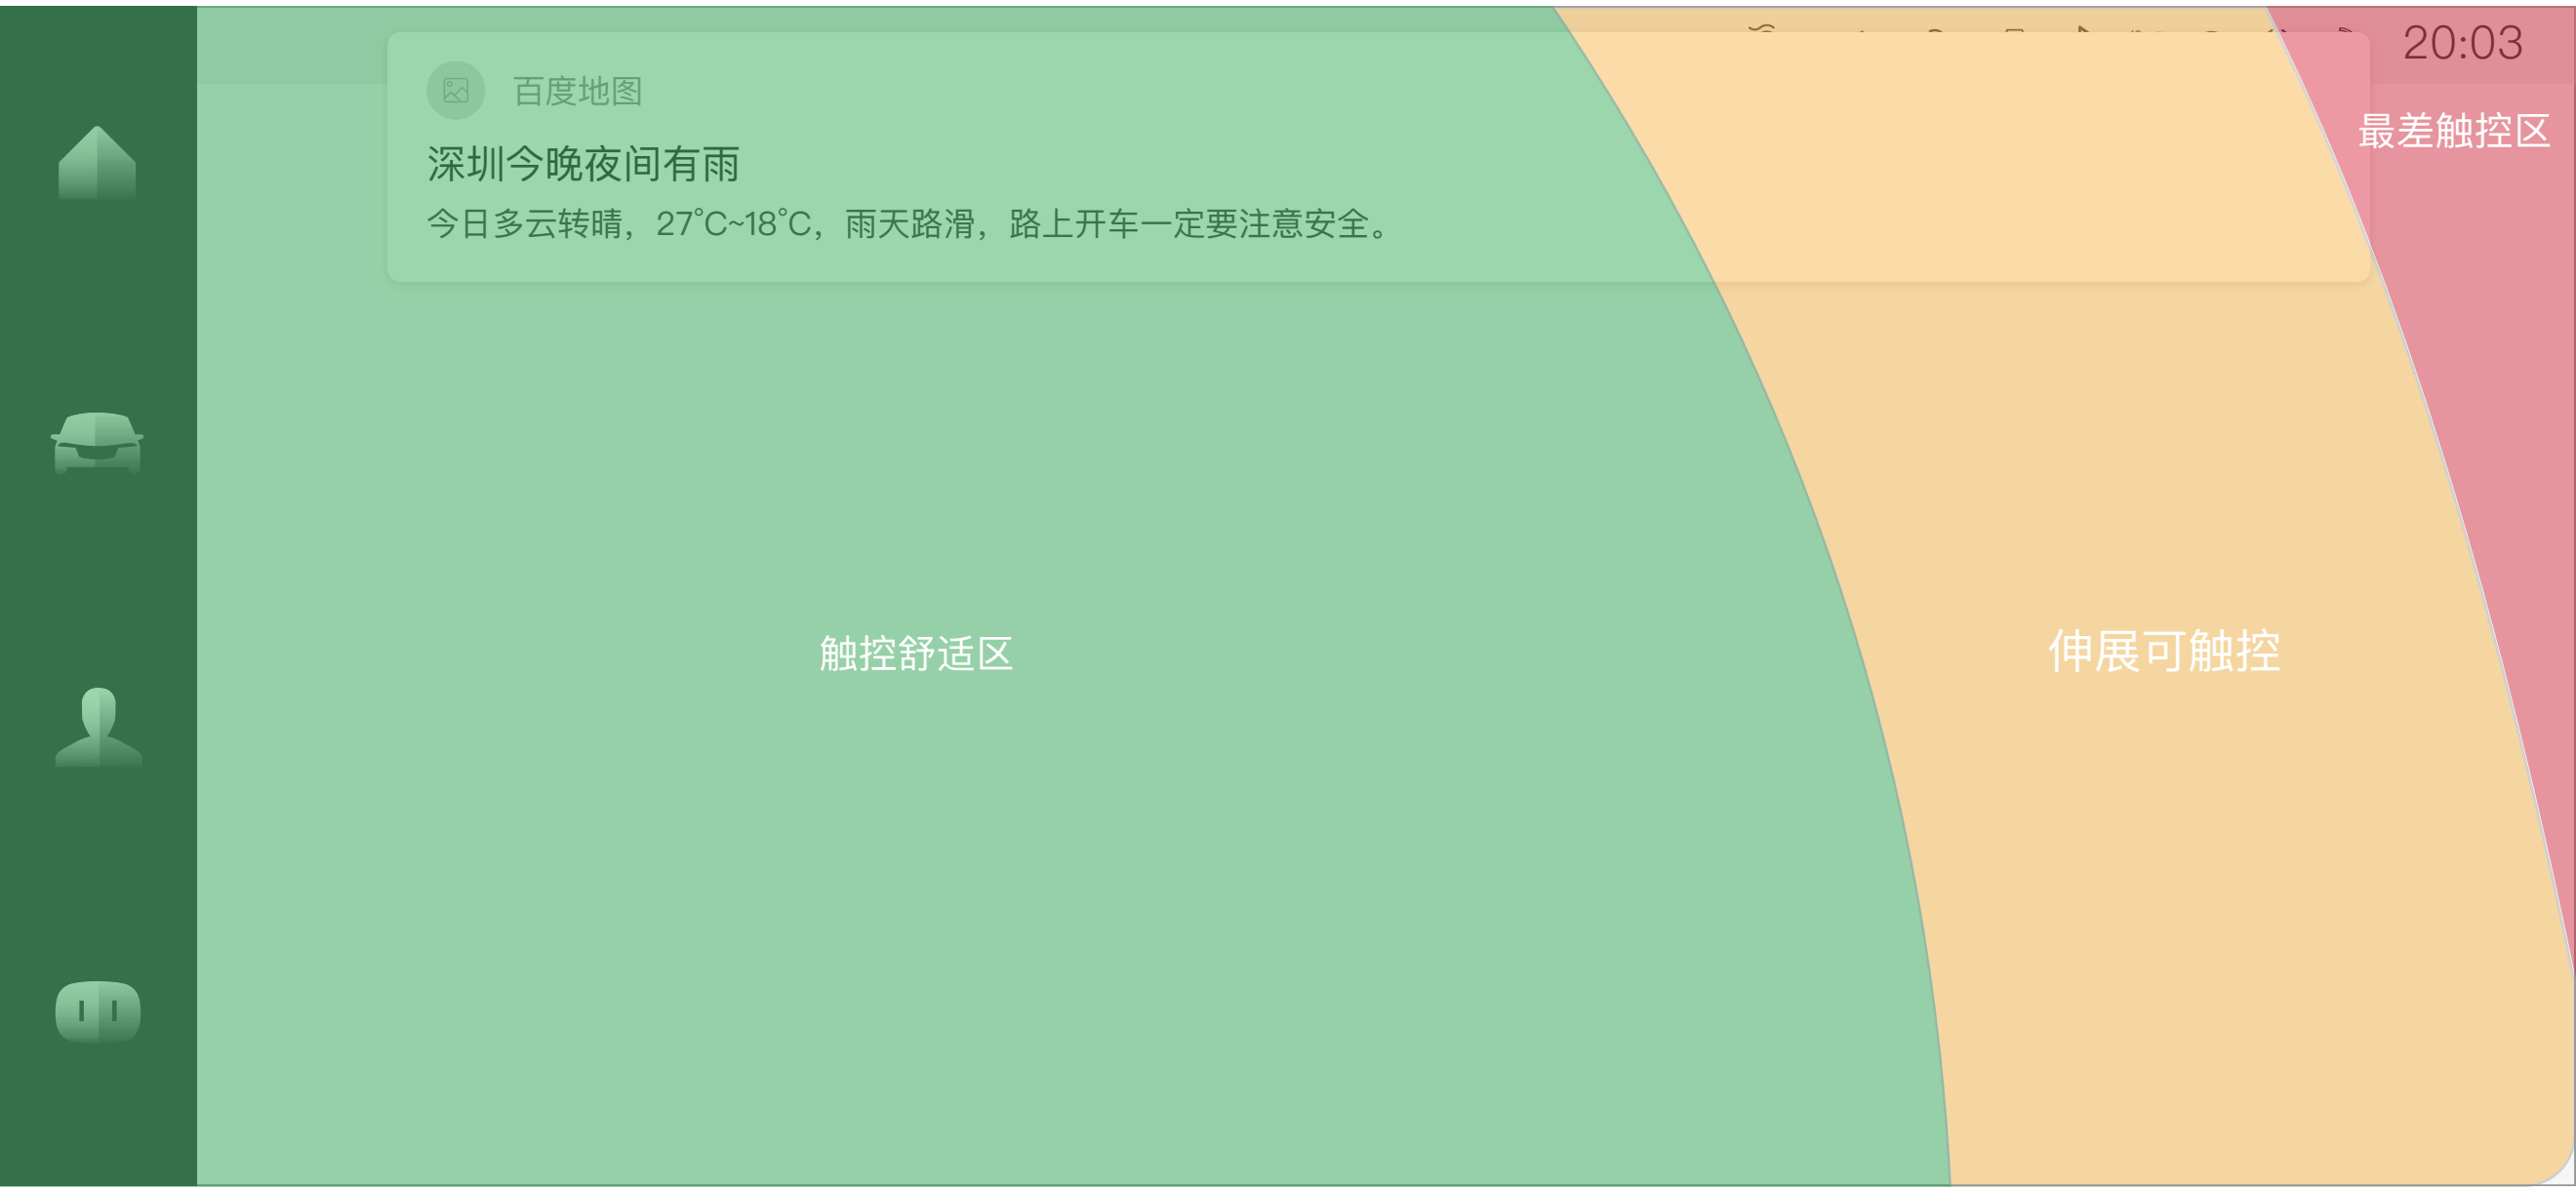 20:03
百度地图
最差触控区
深圳今晚夜间有雨
今日多云转晴，27°C~18°C，雨天路滑，路上开车一定要注意安全。
触控舒适区
伸展可触控